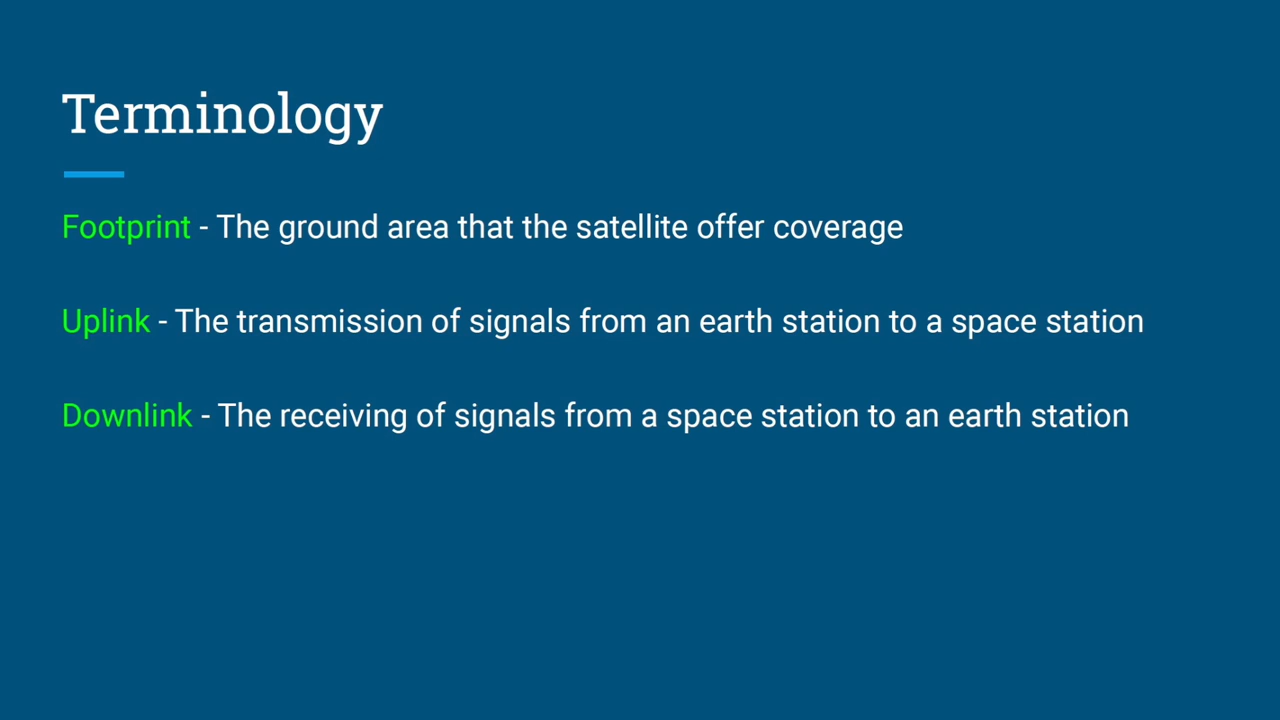 Terminology
Footprint - The ground area that the satellite offer coverage
Uplink - The transmission of signals from an earth station to a space station
Downlink - The receiving of signals from a space station to an earth station